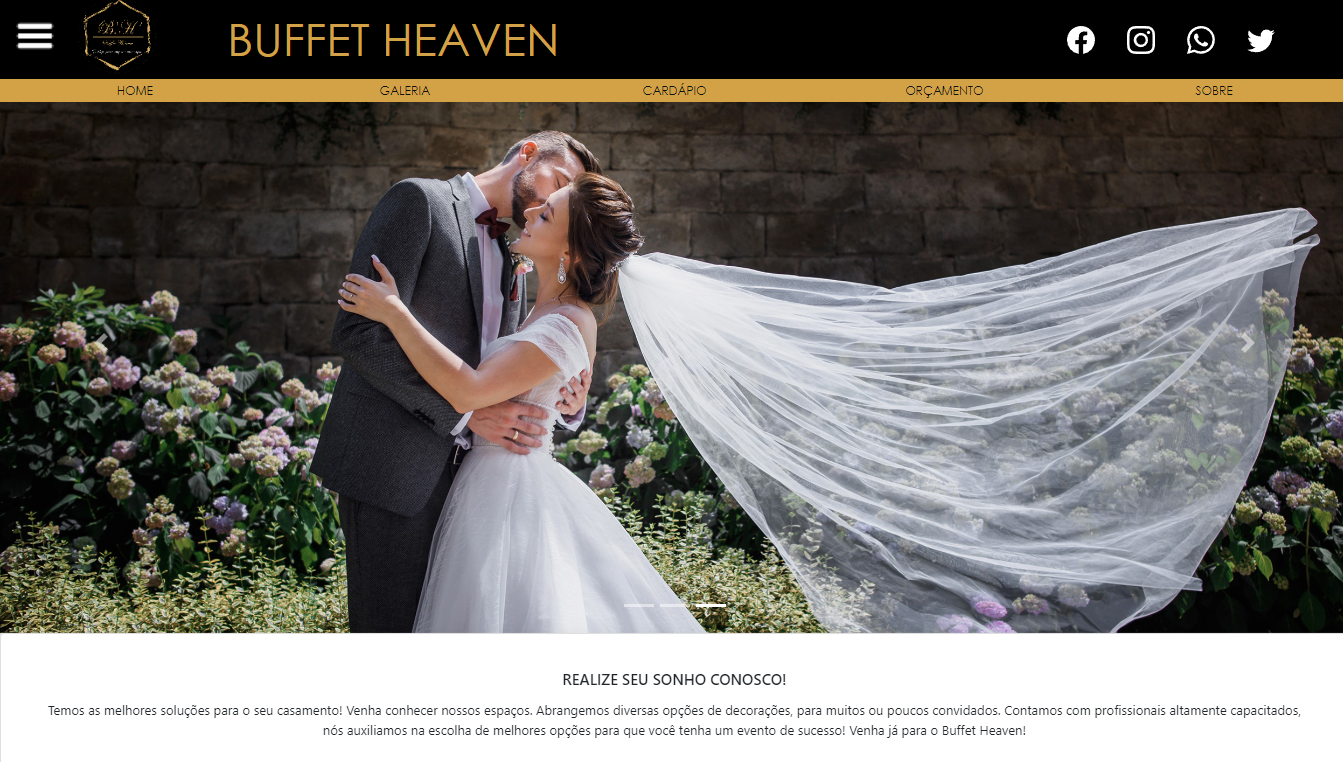 B.H
BUFFET HEAVEN
HOME GALERIA CARDÁPIO ORÇAMENTO SOBRE
REALIZE SEU SONHO CONOSCO!
Temos as melhores soluções para o seu casamento! Venha conhecer nossos espaços. Abrangemos diversas opções de decorações, para muitos ou poucos convidados. Contamos com profissionais altamente capacitados,
nós auxiliamos na escolha de melhores opções para que você tenha um evento de sucesso! Venha já para o Buffet Heaven!